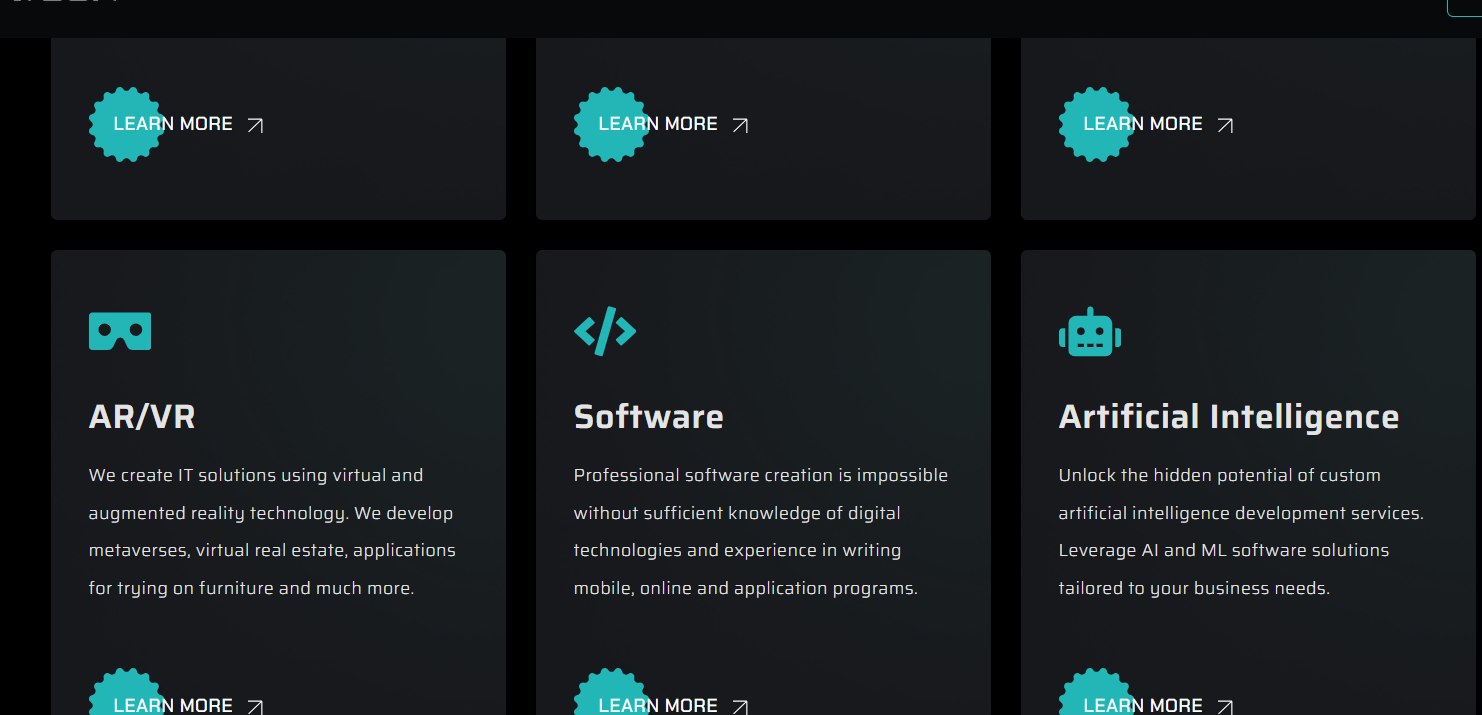 LEARN MORE
LEARN MORE
LEARN MORE
AR/VR
We create IT solutions using virtual and
augmented reality technology. We develop
metaverses, virtual real estate, applications
for trying on furniture and much more.
LEARN MORE
Software
Professional software creation is impossible
without sufficient knowledge of digital
technologies and experience in writing
mobile, online and application programs.
LEARN MORE
Artificial Intelligence
Unlock the hidden potential of custom
artificial intelligence development services.
Leverage AI and ML software solutions
tailored to your business needs.
LEARN MORE